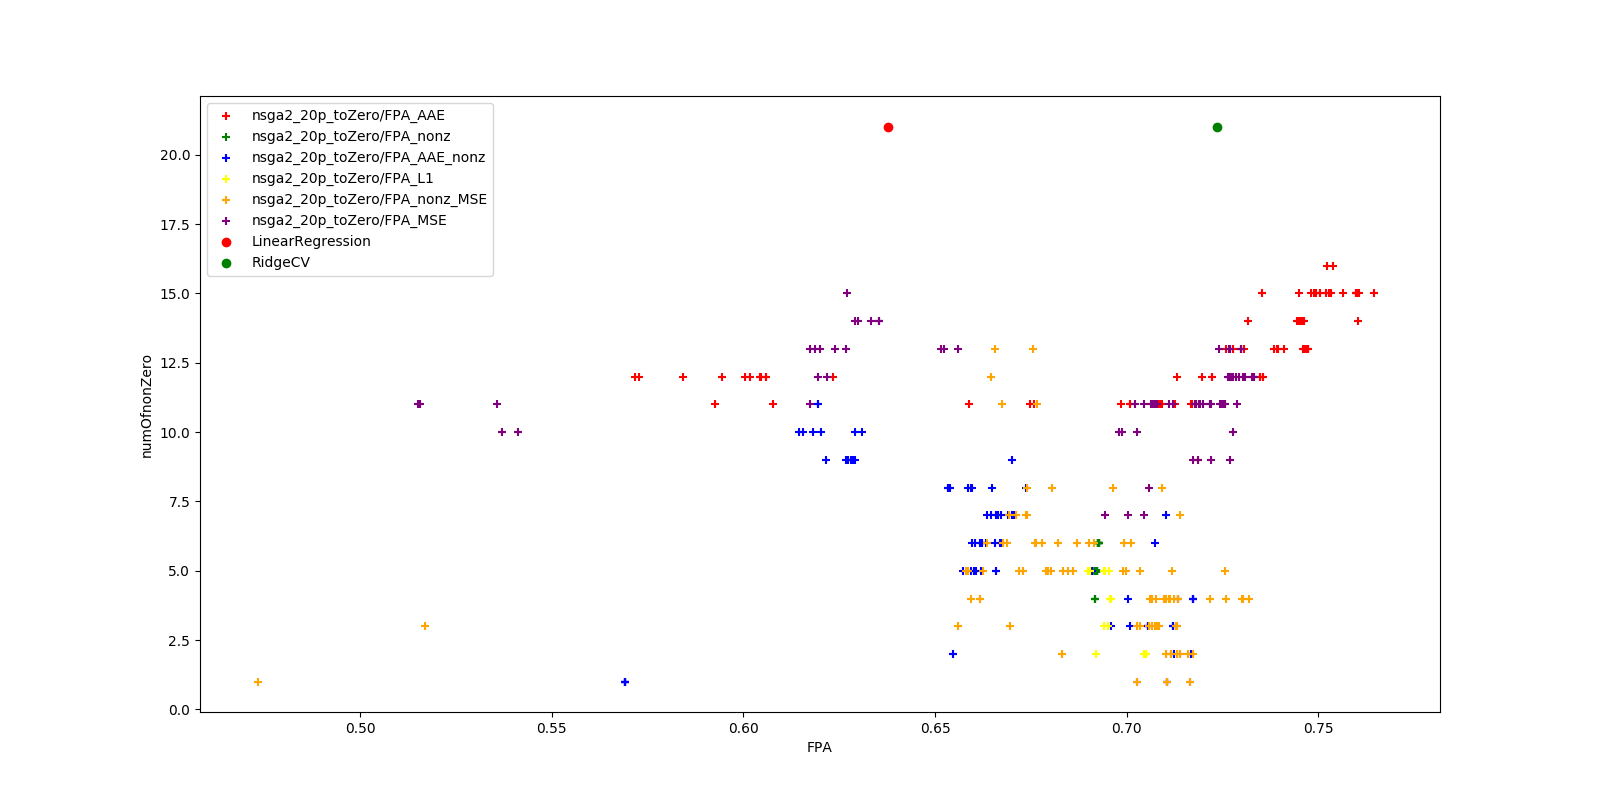 nsga2_20p_toZero/FPA_AAE
nsga2_20p_toZero/FPA_nonz
nsga2_20p_toZero/FPA_AAE_nonz
nsga2_20p_toZero/FPA_L1
nsga2_20p_toZero/FPA_nonz_MSE
nsga2_20p_toZero/FPA_MSE
LinearRegression
RidgeCV
numOfnonZero
20.0
17.5
15.0
12.5
10.0
7.5
5.0
2.5
0.0
0.50 0.55 0.60 0.65 0.70 0.75
FPA